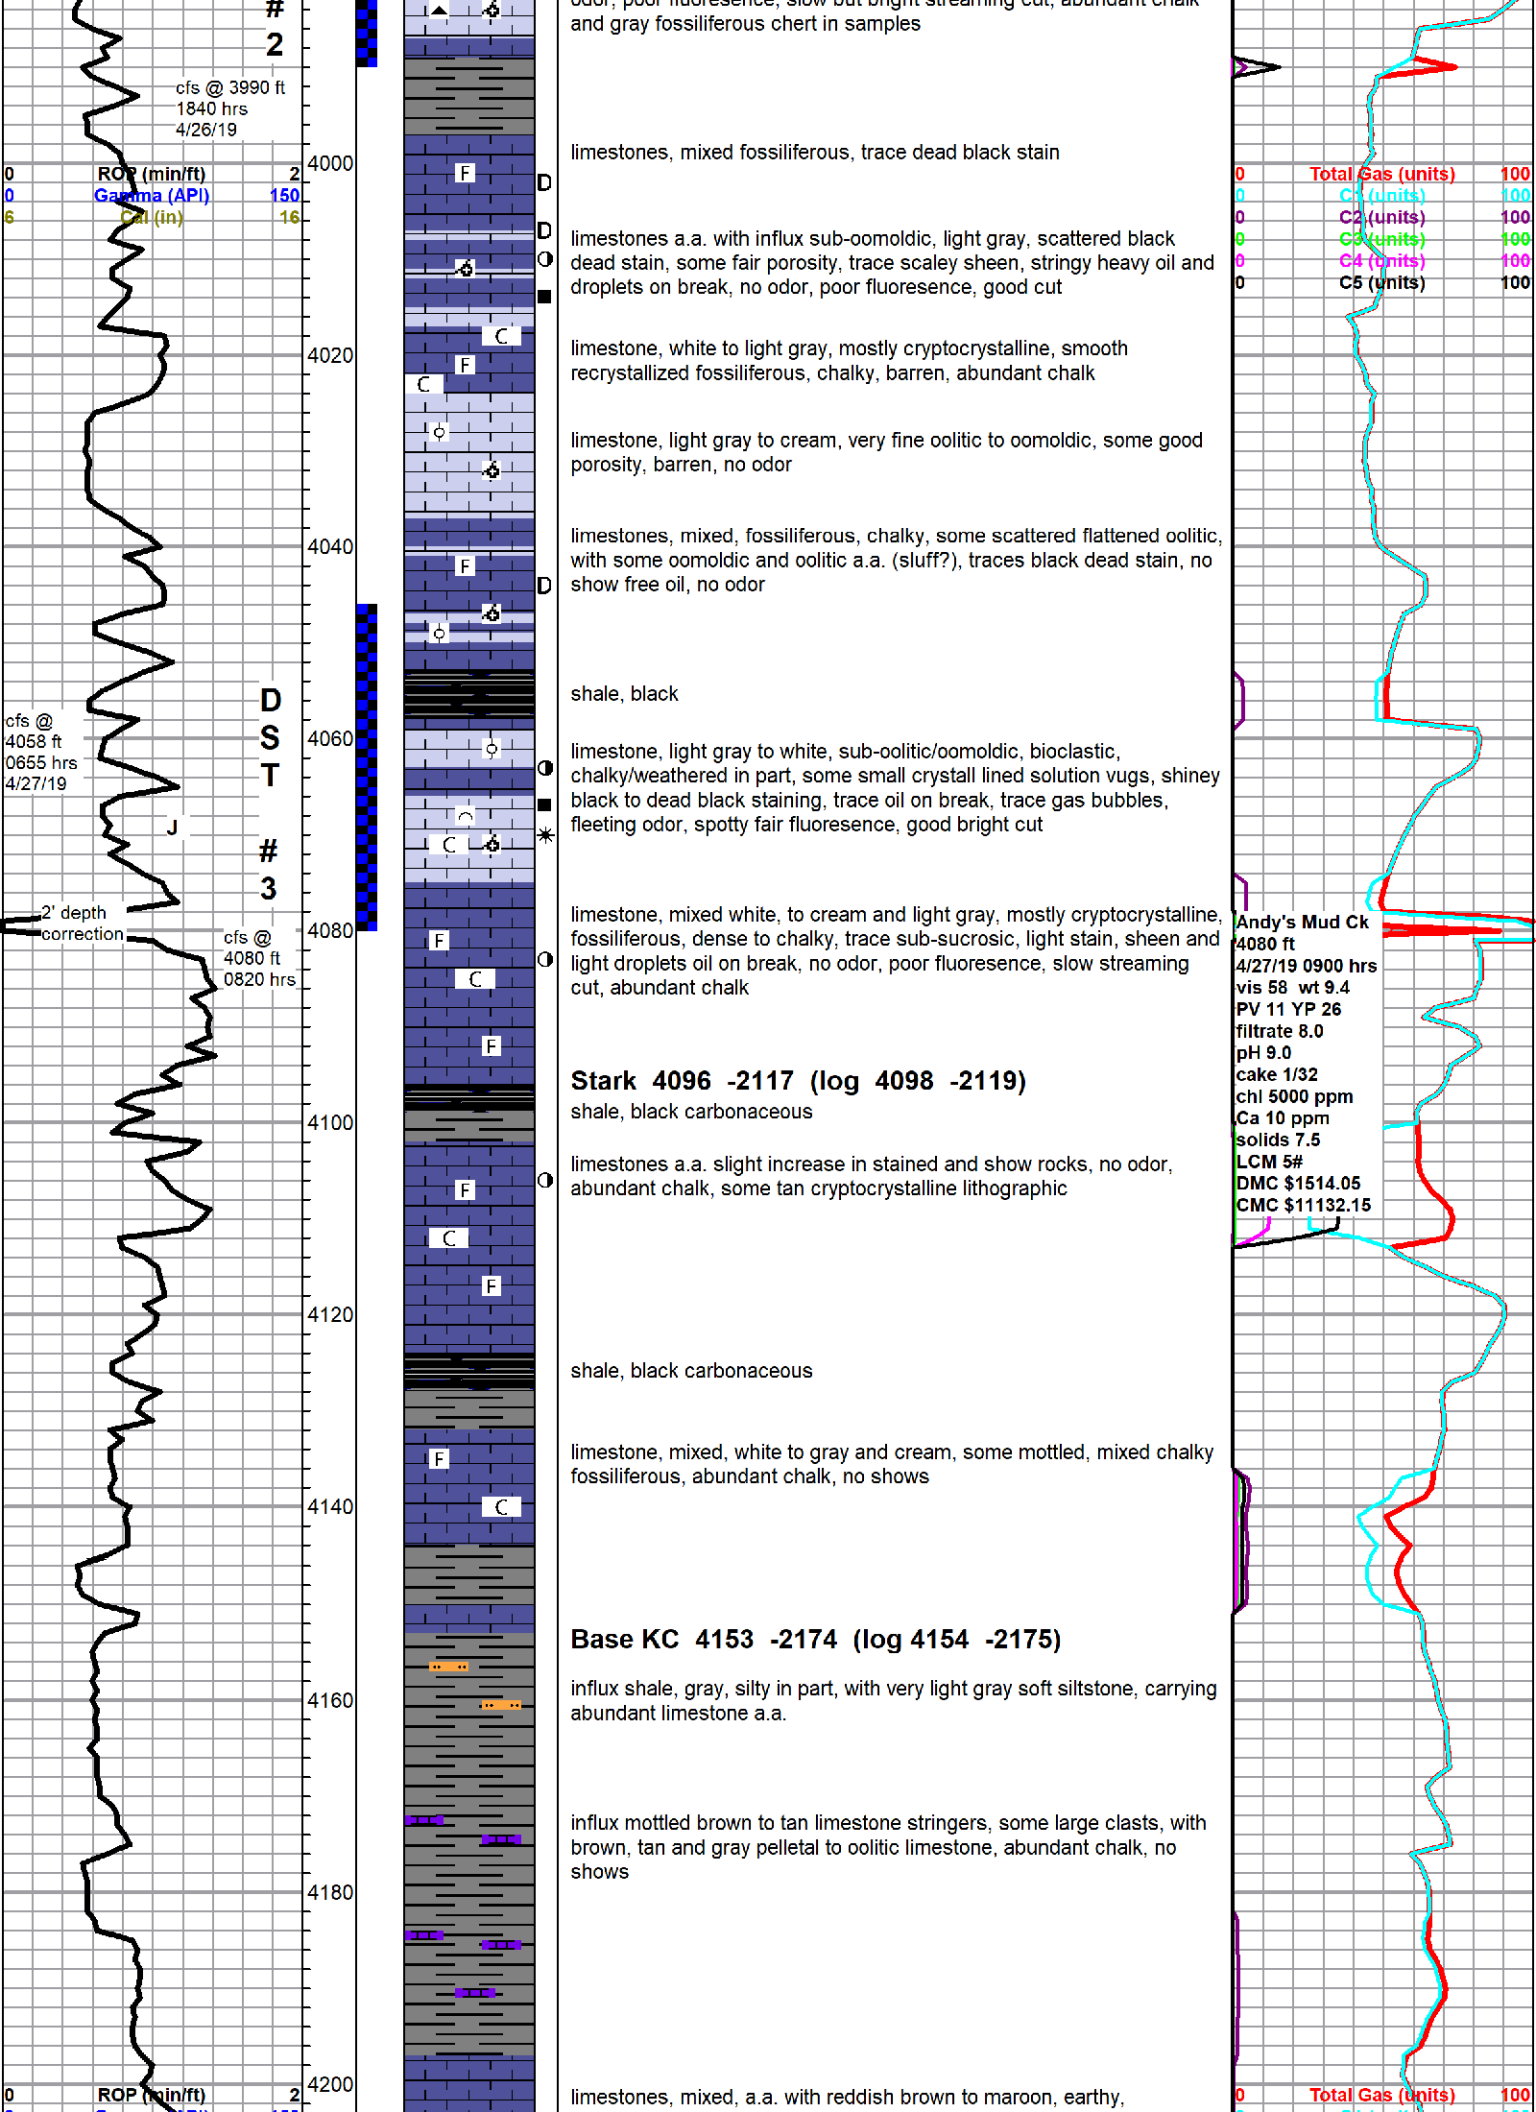 odor, poor fluoresence, slow but bright streaming cut, abundant chalk
and gray fossiliferous chert in samples
#
2
cfs @ 3990 ft
1840 hrs
4/26/19
4000
limestones, mixed fossiliferous, trace dead black stain
F
D
0 ROP (min/ft) 2
0 Gamma (API) 150
6 Cal (in) 16
0 Total Gas (units) 100
0 C1 (units) 100
0 C2 (units) 100
0 C3 (units) 100
0 C4 (units) 100
0 C5 (units) 100
D
limestones a.a. with influx sub-oomoldic, light gray, scattered black
dead stain, some fair porosity, trace scaley sheen, stringy heavy oil and
droplets on break, no odor, poor fluoresence, good cut
C
4020
F
C
limestone, white to light gray, mostly cryptocrystalline, smooth
recrystallized fossiliferous, chalky, barren, abundant chalk
limestone, light gray to cream, very fine oolitic to oomoldic, some good
porosity, barren, no odor
4040
F
D
limestones, mixed, fossiliferous, chalky, some scattered flattened oolitic,
with some oomoldic and oolitic a.a. (sluff?), traces black dead stain, no
show free oil, no odor
shale, black
D
S
T
#
3
cfs @
4058 ft
0655 hrs
4/27/19
4060
limestone, light gray to white, sub-oolitic/oomoldic, bioclastic,
chalky/weathered in part, some small crystall lined solution vugs, shiney
black to dead black staining, trace oil on break, trace gas bubbles,
fleeting odor, spotty fair fluoresence, good bright cut
J
C
2' depth
correction
4080
cfs @
4080 ft
0820 hrs
F
C
F
limestone, mixed white, to cream and light gray, mostly cryptocrystalline,
fossiliferous, dense to chalky, trace sub-sucrosic, light stain, sheen and
light droplets oil on break, no odor, poor fluoresence, slow streaming
cut, abundant chalk
Andy's Mud Ck
4080 ft
4/27/19 0900 hrs
vis 58 wt 9.4
PV 11 YP 26
filtrate 8.0
pH 9.0
cake 1/32
chl 5000 ppm
Ca 10 ppm
solids 7.5
LCM 5#
DMC $1514.05
CMC $11132.15
Stark 4096 -2117 (log 4098 -2119)
shale, black carbonaceous
4100
limestones a.a. slight increase in stained and show rocks, no odor,
abundant chalk, some tan cryptocrystalline lithographic
F
C
F
4120
shale, black carbonaceous
limestone, mixed, white to gray and cream, some mottled, mixed chalky
fossiliferous, abundant chalk, no shows
F
C
4140
Base KC 4153 -2174 (log 4154 -2175)
4160
influx shale, gray, silty in part, with very light gray soft siltstone, carrying
abundant limestone a.a.
influx mottled brown to tan limestone stringers, some large clasts, with
brown, tan and gray pelletal to oolitic limestone, abundant chalk, no
shows
4180
4200
limestones, mixed, a.a. with reddish brown to maroon, earthy,
0 ROP (min/ft) 2
0 Total Gas (units) 100